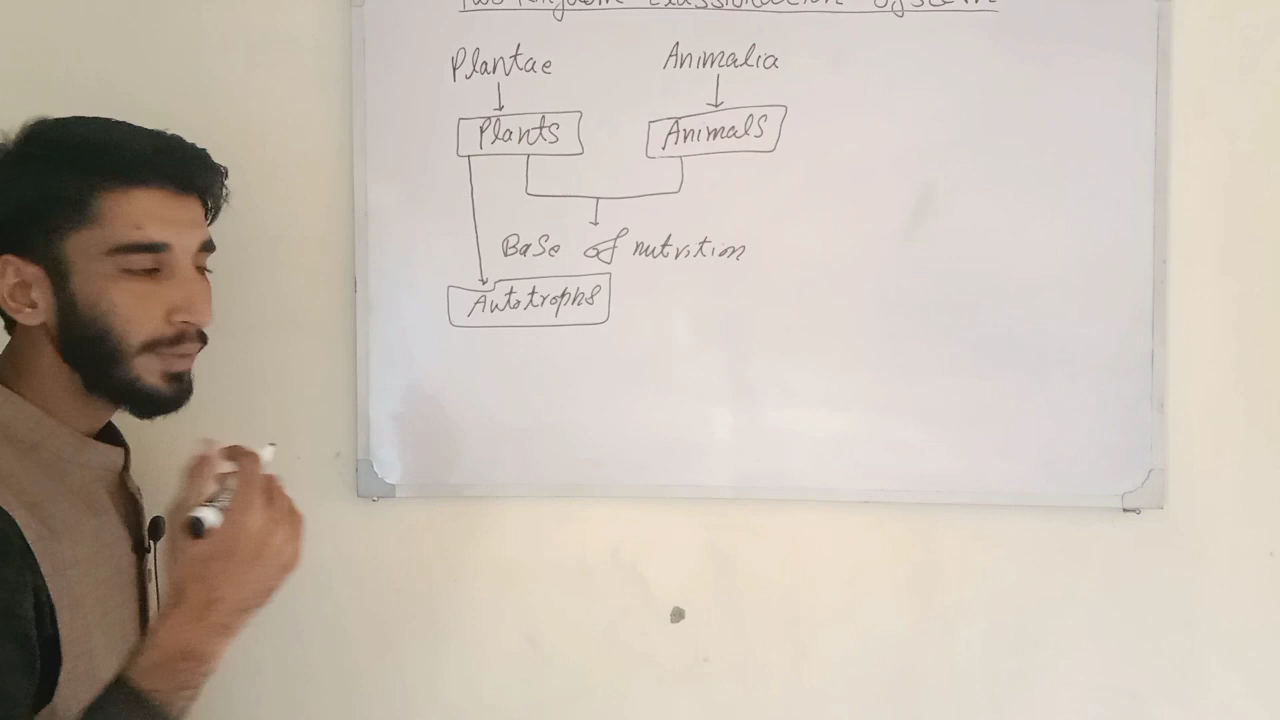 Two Kingdom Classification System
Plantae Animalia
Plants Animals
Base of nutrition
Autotrophs